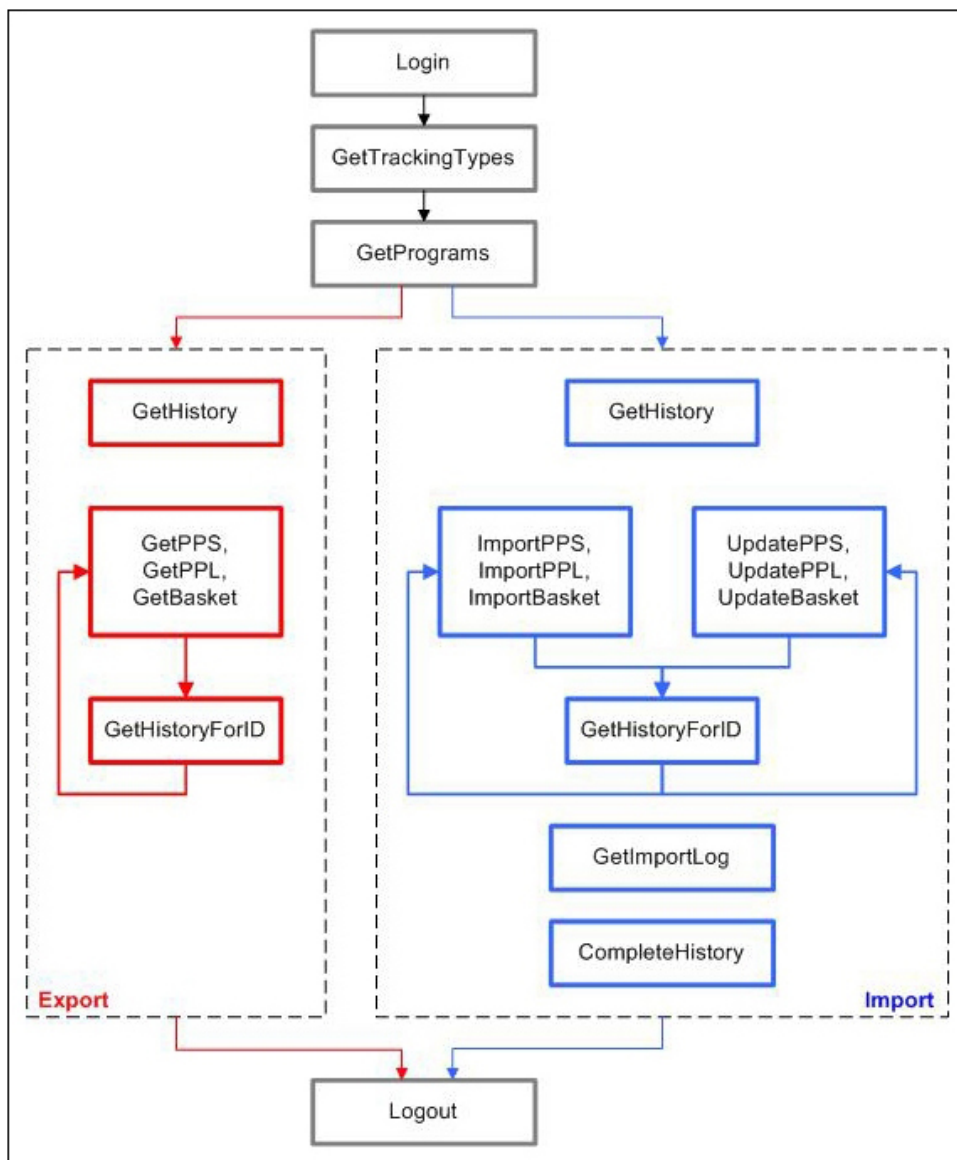 Login
GetTrackingTypes
GetPrograms
GetHistory
GetPPS,
GetPPL,
GetBasket
GetHistoryForID
Export
GetHistory
ImportPPS,
ImportPPL,
ImportBasket
UpdatePPS,
UpdatePPL,
UpdateBasket
GetHistoryForID
GetImportLog
CompleteHistory
Import
Logout